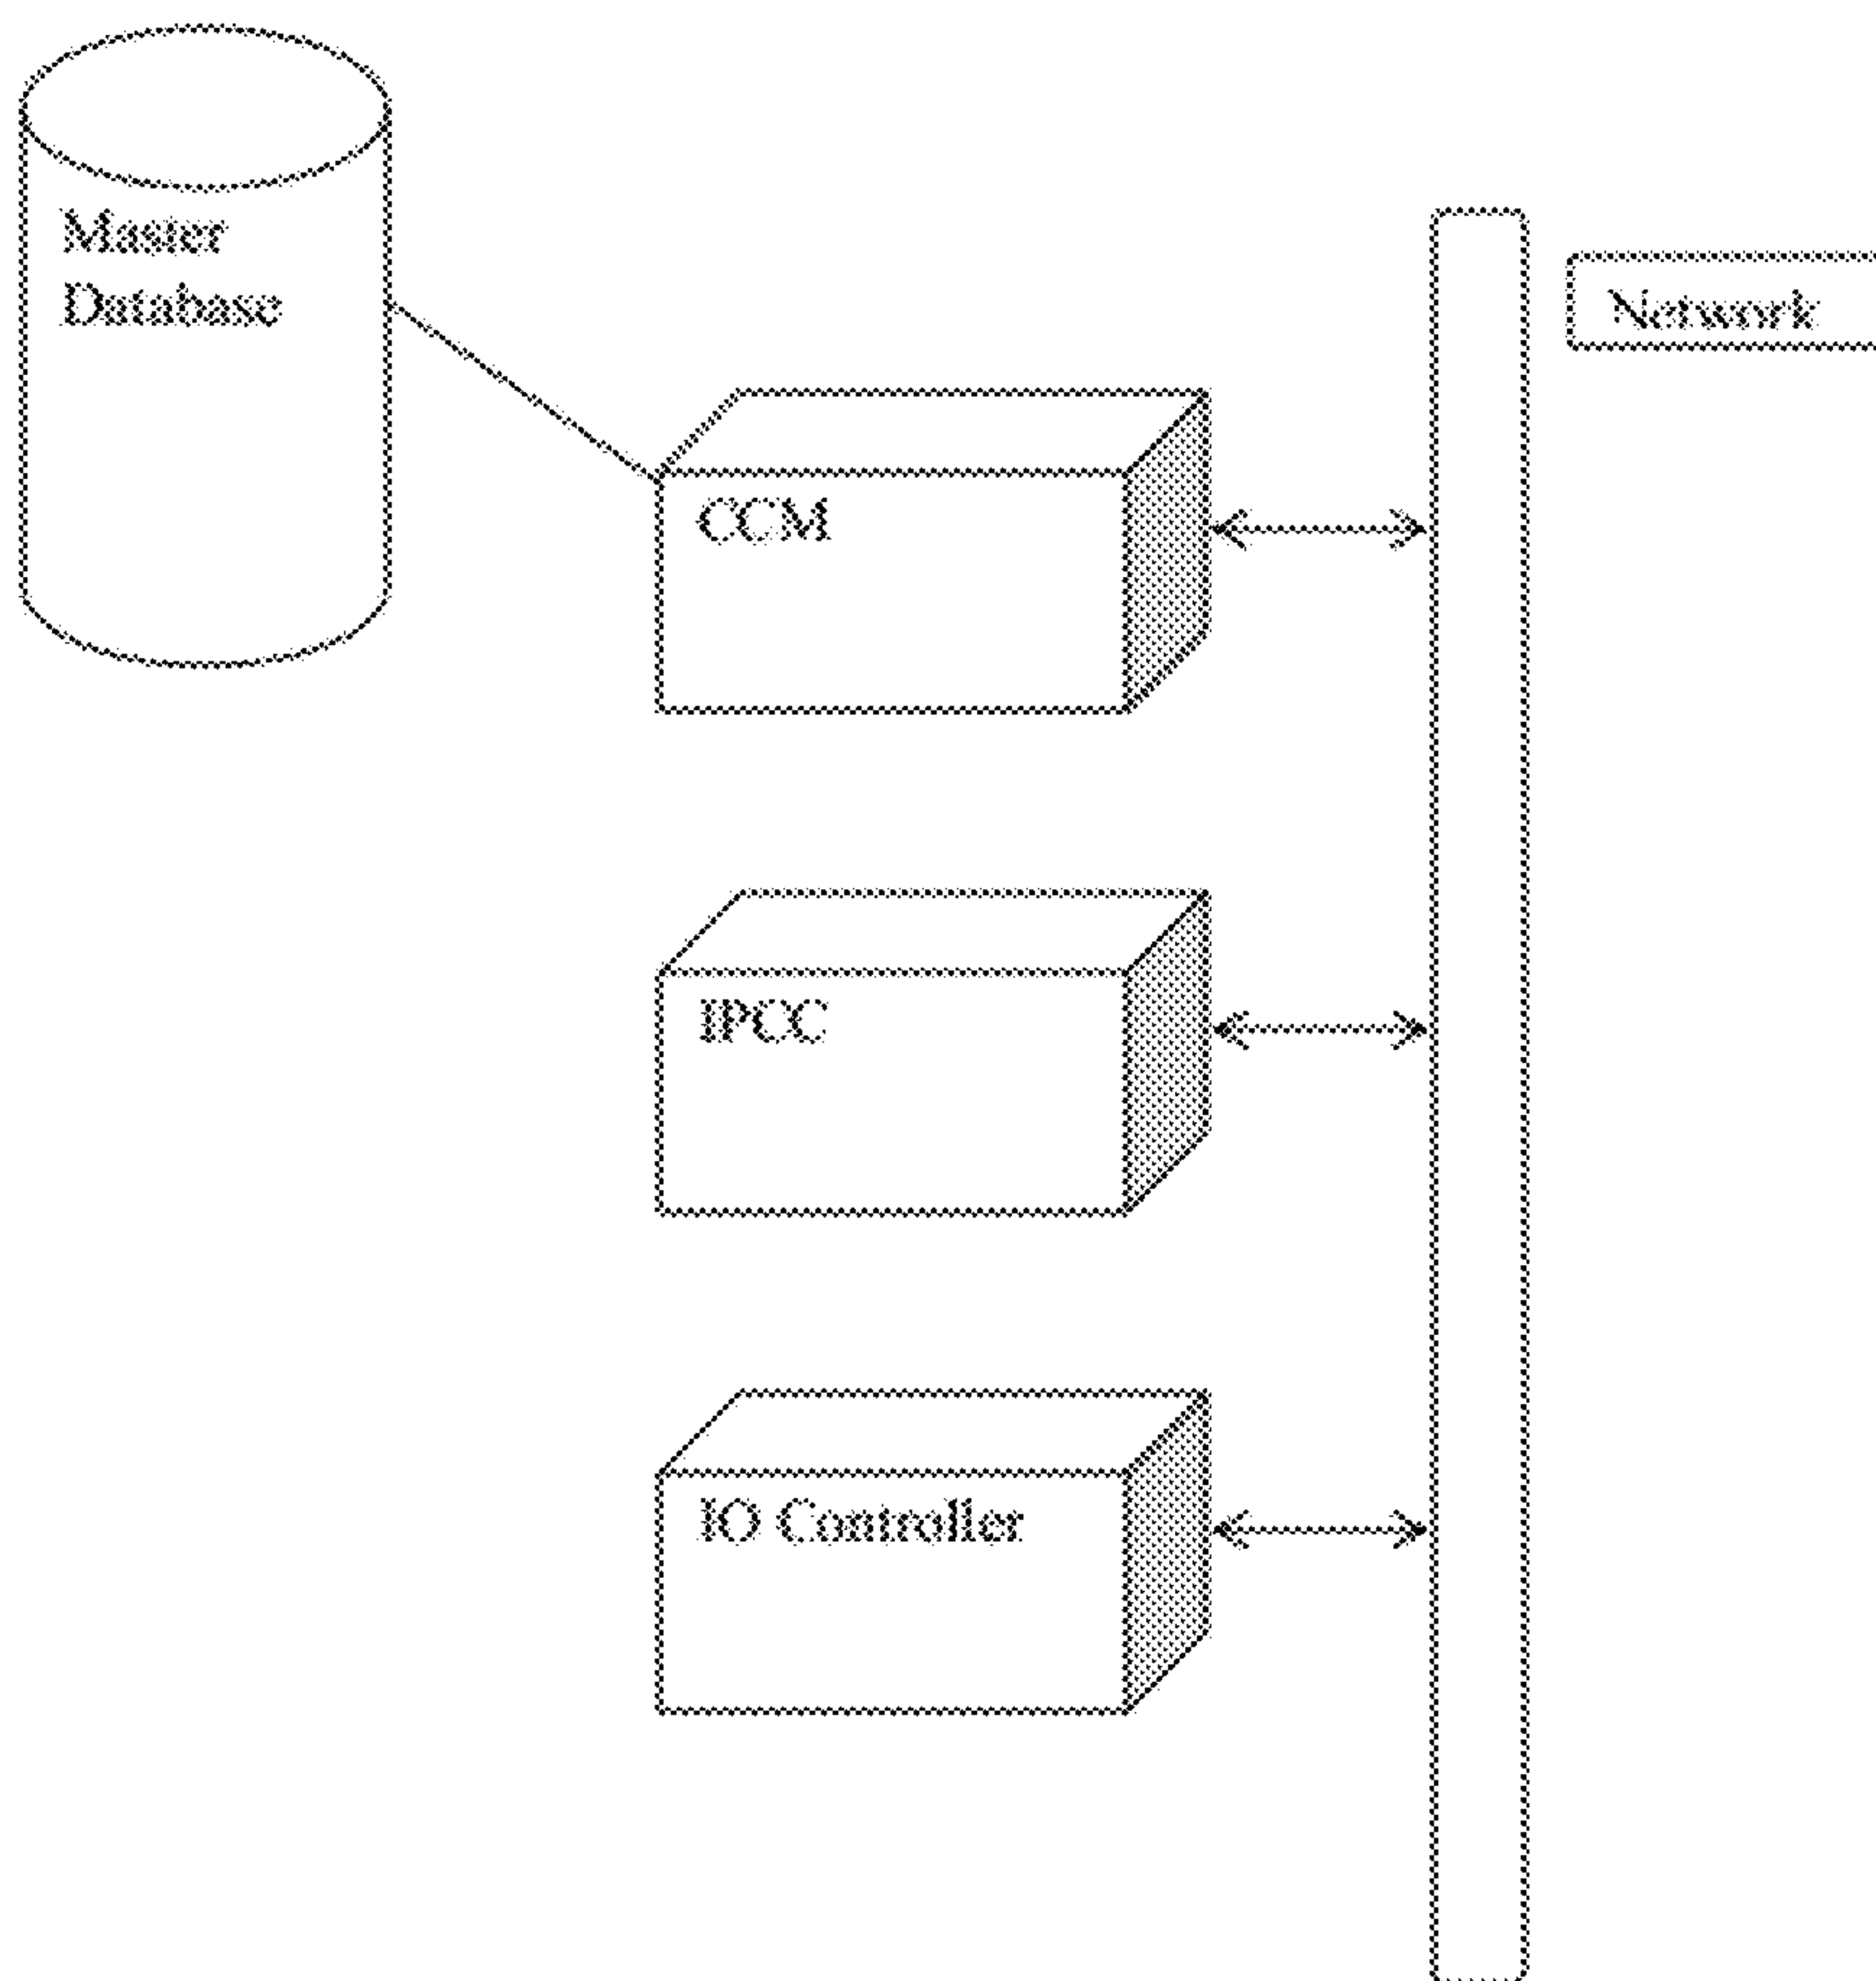 Master
Database
Network
CCM
IPCC
IO Controller